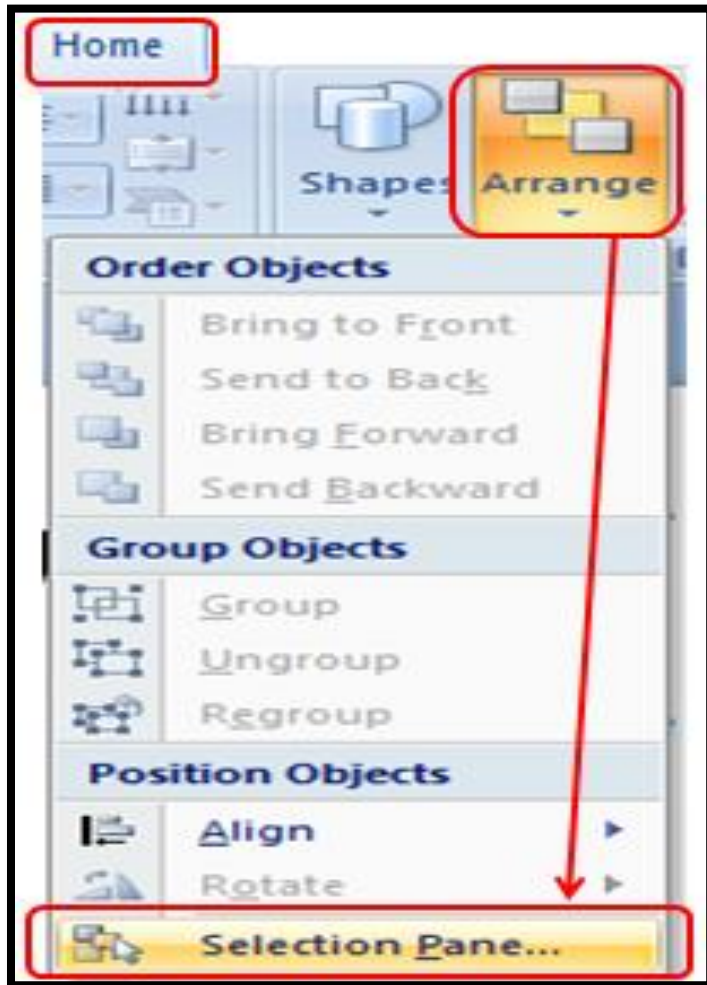 Home
Shapes Arrange
Order Objects
Bring to Front
Send to Back
Bring Forward
Send Backward
Group Objects
Group
Ungroup
Regroup
Position Objects
Align
Rotate
Selection Pane...